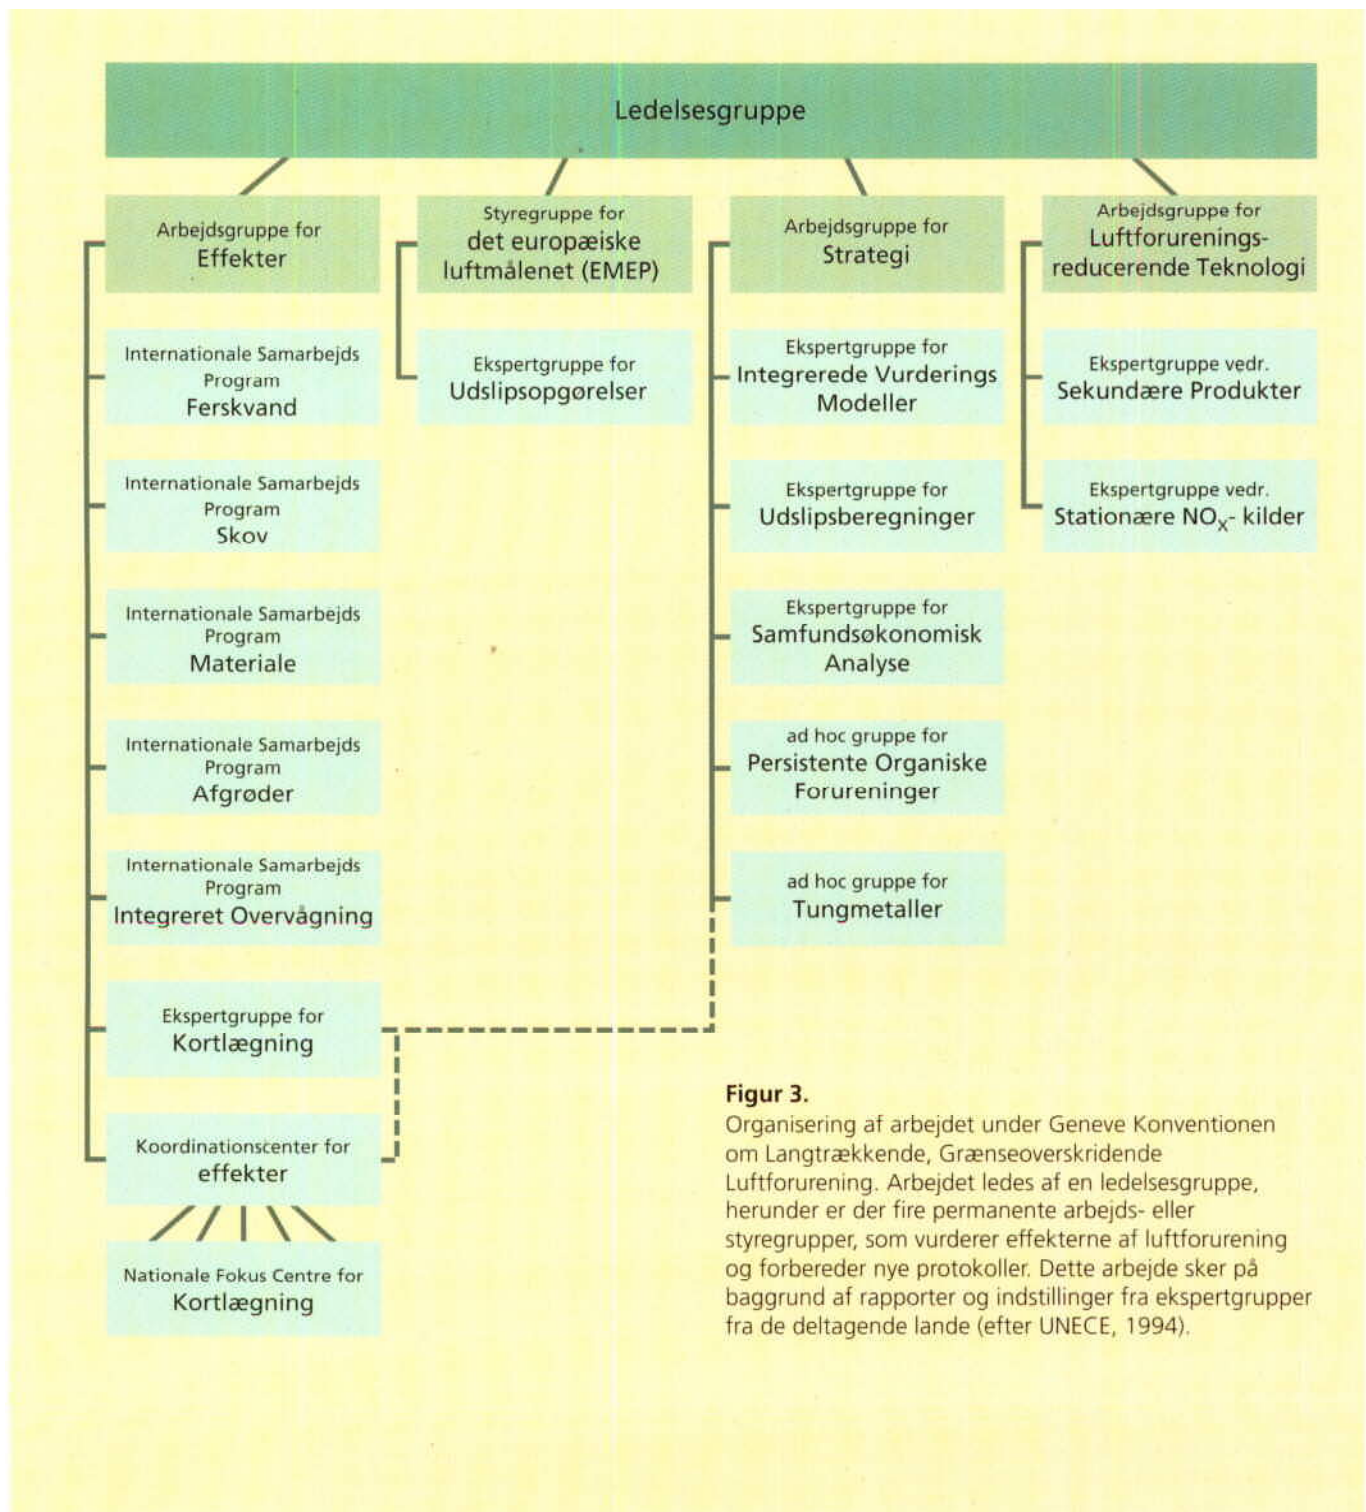 Ledelsesgruppe
Arbejdsgruppe for
Effekter
Internationale Samarbejds
Program
Ferskvand
Internationale Samarbejds
Program
Skov
Internationale Samarbejds
Program
Materiale
Internationale Samarbejds
Program
Afgrøder
Internationale Samarbejds
Program
Integreret Overvågning
Ekspertgruppe for
Kortlægning
Koordinationscenter for
effekter
Nationale Fokus Centre for
Kortlægning
Styregruppe for
det europæiske
luftmålenet (EMEP)
Ekspertgruppe for
Udslipsopgørelser
Arbejdsgruppe for
Strategi
Ekspertgruppe for
Integrerede Vurderings
Modeller
Ekspertgruppe for
Udslipsberegninger
Ekspertgruppe for
Samfundsøkonomisk
Analyse
ad hoc gruppe for
Persistente Organiske
Forureninger
ad hoc gruppe for
Tungmetaller
Arbejdsgruppe for
Luftforurenings-
reducerende Teknologi
Ekspertgruppe vedr.
Sekundære Produkter
Ekspertgruppe vedr.
Stationære NOx- kilder
Figur 3.
Organisering af arbejdet under Geneve Konventionen
om Langtrækkende, Grænseoverskridende
Luftforurening. Arbejdet ledes af en ledelsesgruppe,
herunder er der fire permanente arbejds- eller
styregrupper, som vurderer effekterne af luftforurening
og forbereder nye protokoller. Dette arbejde sker på
baggrund af rapporter og indstillinger fra ekspertgrupper
fra de deltagende lande (efter UNECE, 1994).